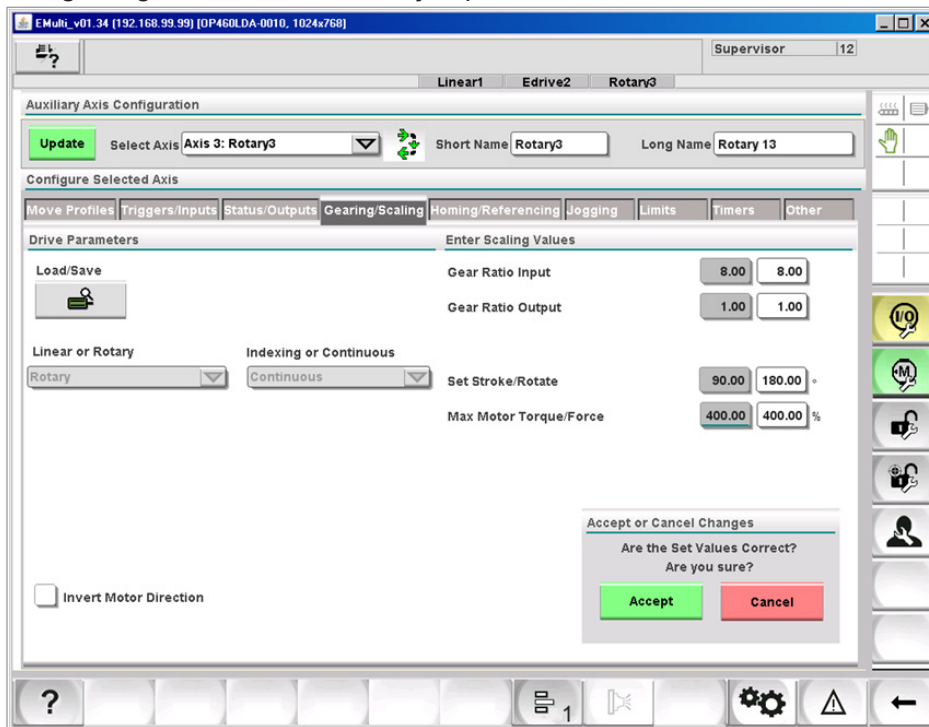 EMulti_v01.34 [192.168.99.99] [OP460LDA-0010, 1024x768]
?
Supervisor 12
Linear1 Edrive2 Rotary3
Auxiliary Axis Configuration
Update Select Axis Axis 3: Rotary3 Short Name Rotary3 Long Name Rotary 13
Configure Selected Axis
Move Profiles Triggers/Inputs Status/Outputs Gearing/Scaling Homing/Referencing Jogging Limits Timers Other
Drive Parameters Enter Scaling Values
Load/Save Gear Ratio Input 8.00 8.00
Gear Ratio Output 1.00 1.00
I/O
Linear or Rotary Indexing or Continuous
Rotary Continuous
Set Stroke/Rotate 90.00 180.00 °
M
Max Motor Torque/Force 400.00 400.00 %
Accept or Cancel Changes
Are the Set Values Correct?
Are you sure?
Invert Motor Direction Accept Cancel
? 1